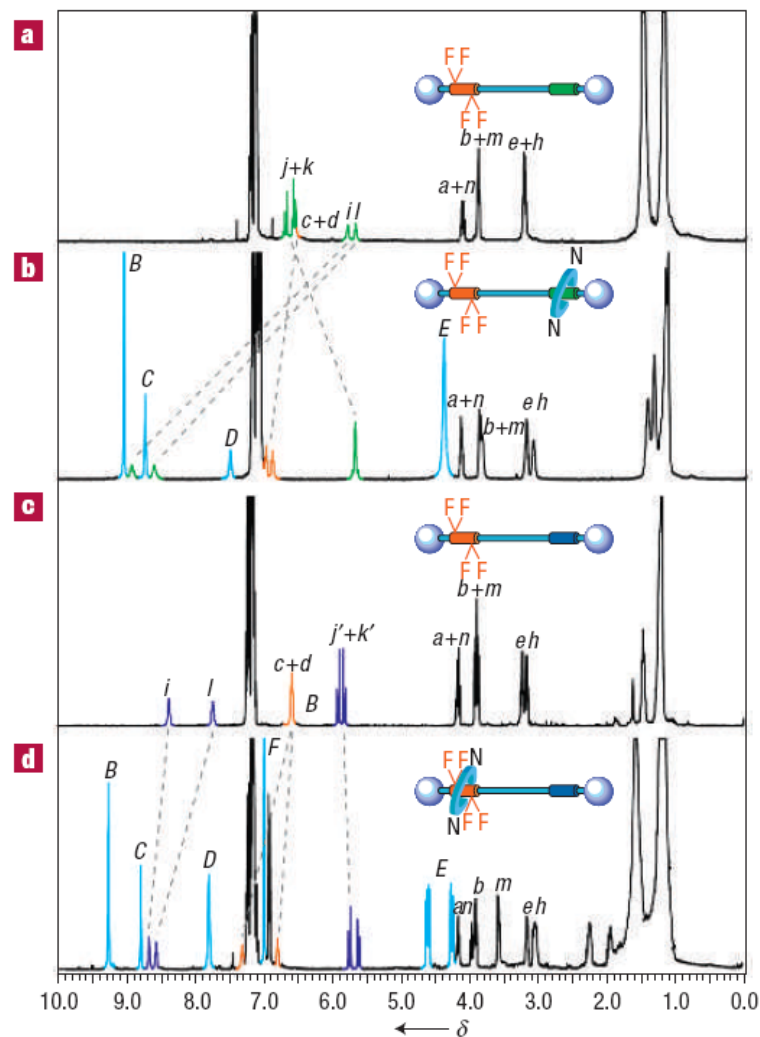 a
F F
F F
j+k
c+d
i l
a+n
b+m
e+h
b
B
C
D
E
F F
F F
N
N
a+n
b+m
e h
c
F F
F F
i
l
c+d
B
j'+k'
a+n
b+m
e h
d
B
C
D
F
F F
N
N
F F
E
a n
b
m
e h
10.0 9.0 8.0 7.0 6.0 5.0 4.0 3.0 2.0 1.0 0.0
δ